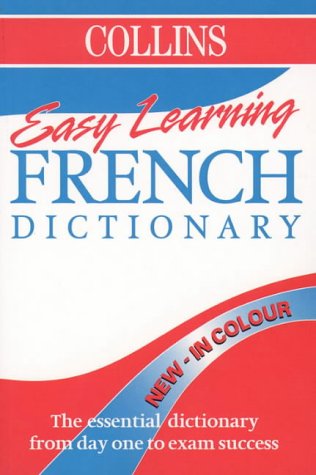 COLLINS
Easy Learning
FRENCH
DICTIONARY
NEW - IN COLOUR
The essential dictionary
from day one to exam success